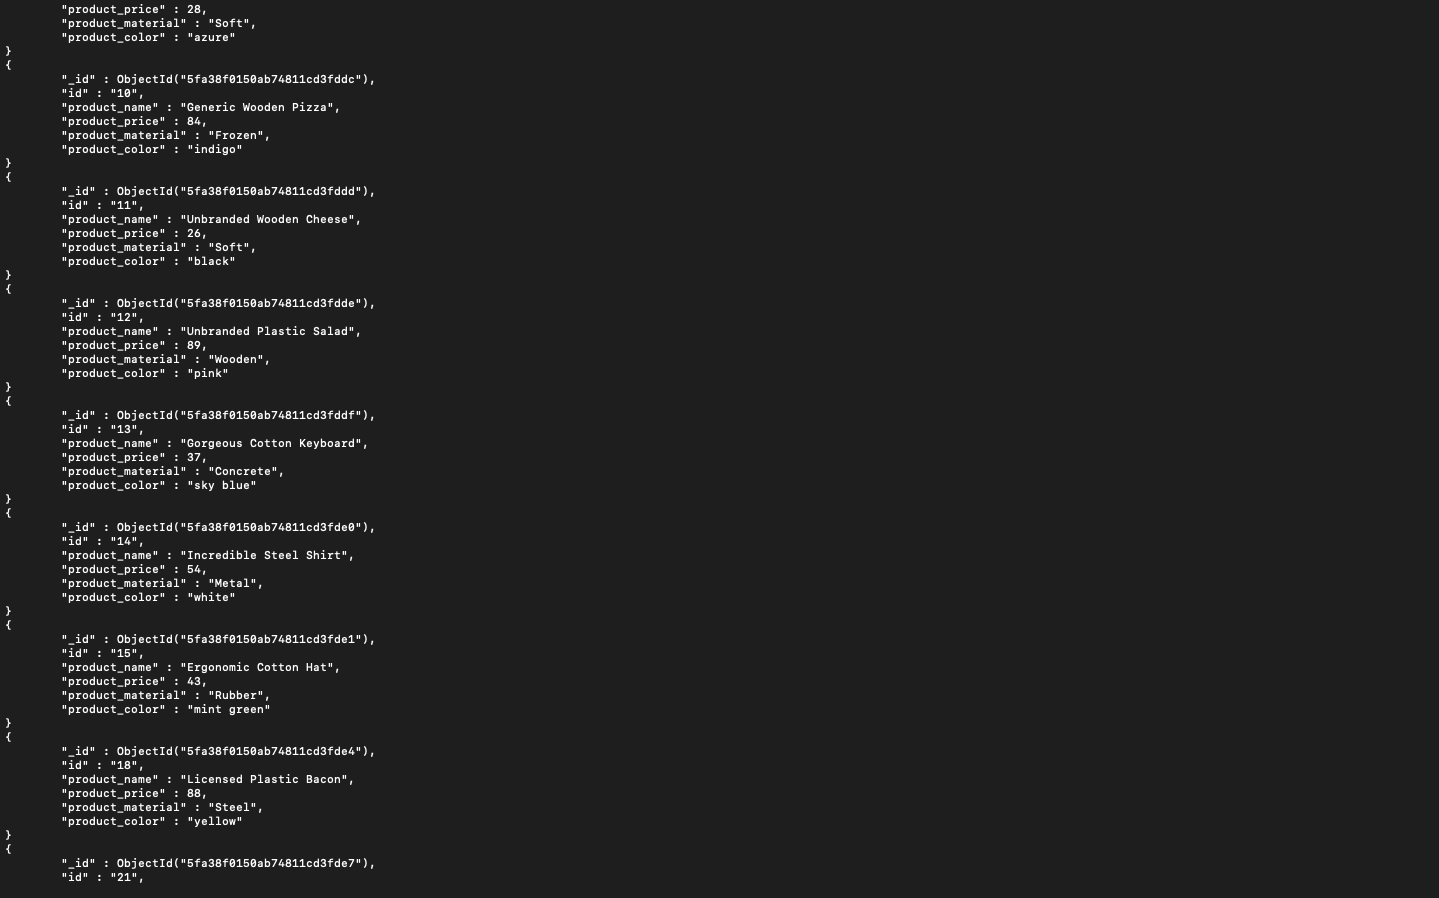 "product_price" : 28,
"product_material" : "Soft",
"product_color" : "azure"
}
{
"_id" : ObjectId("5fa38f0150ab74811cd3fddc"),
"id" : "10",
"product_name" : "Generic Wooden Pizza",
"product_price" : 84,
"product_material" : "Frozen",
"product_color" : "indigo"
}
{
"_id" : ObjectId("5fa38f0150ab74811cd3fddd"),
"id" : "11",
"product_name" : "Unbranded Wooden Cheese",
"product_price" : 26,
"product_material" : "Soft",
"product_color" : "black"
}
{
"_id" : ObjectId("5fa38f0150ab74811cd3fdde"),
"id" : "12",
"product_name" : "Unbranded Plastic Salad",
"product_price" : 89,
"product_material" : "Wooden",
"product_color" : "pink"
}
{
"_id" : ObjectId("5fa38f0150ab74811cd3fddf"),
"id" : "13",
"product_name" : "Gorgeous Cotton Keyboard",
"product_price" : 37,
"product_material" : "Concrete",
"product_color" : "sky blue"
}
{
"_id" : ObjectId("5fa38f0150ab74811cd3fde0"),
"id" : "14",
"product_name" : "Incredible Steel Shirt",
"product_price" : 54,
"product_material" : "Metal",
"product_color" : "white"
}
{
"_id" : ObjectId("5fa38f0150ab74811cd3fde1"),
"id" : "15",
"product_name" : "Ergonomic Cotton Hat",
"product_price" : 43,
"product_material" : "Rubber",
"product_color" : "mint green"
}
{
"_id" : ObjectId("5fa38f0150ab74811cd3fde4"),
"id" : "18",
"product_name" : "Licensed Plastic Bacon",
"product_price" : 88,
"product_material" : "Steel",
"product_color" : "yellow"
}
{
"_id" : ObjectId("5fa38f0150ab74811cd3fde7"),
"id" : "21",